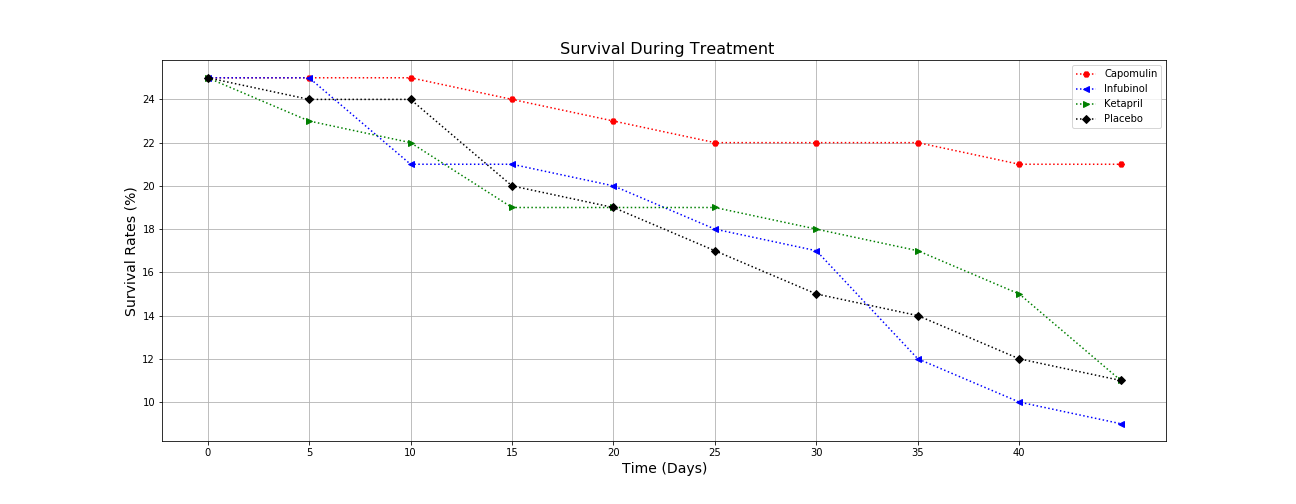 Survival During Treatment
Capomulin
Infubinol
Ketapril
Placebo
Survival Rates (%)
24
22
20
18
16
14
12
10
0 5 10 15 20 25 30 35 40
Time (Days)